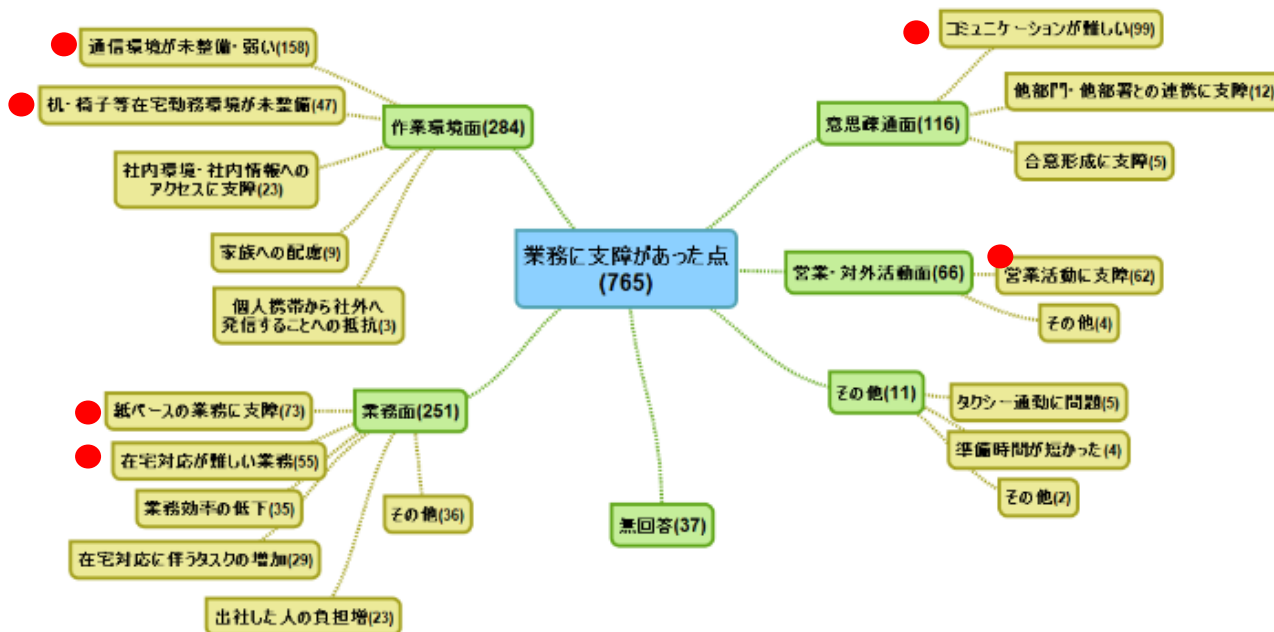 業務に支障があった点
(765)
作業環境面(284)
通信環境が未整備・弱い(158)
机・椅子等在宅勤務環境が未整備(47)
社内環境・社内情報への
アクセスに支障(23)
家族への配慮(9)
個人携帯から社外へ
発信することへの抵抗(3)
業務面(251)
紙ベースの業務に支障(73)
在宅対応が難しい業務(55)
業務効率の低下(35)
在宅対応に伴うタスクの増加(29)
出社した人の負担増(23)
その他(36)
意思疎通面(116)
コミュニケーションが難しい(99)
他部門・他部署との連携に支障(12)
合意形成に支障(5)
営業・対外活動面(66)
営業活動に支障(62)
その他(4)
その他(11)
タクシー通勤に問題(5)
準備時間が短かった(4)
その他(2)
無回答(37)